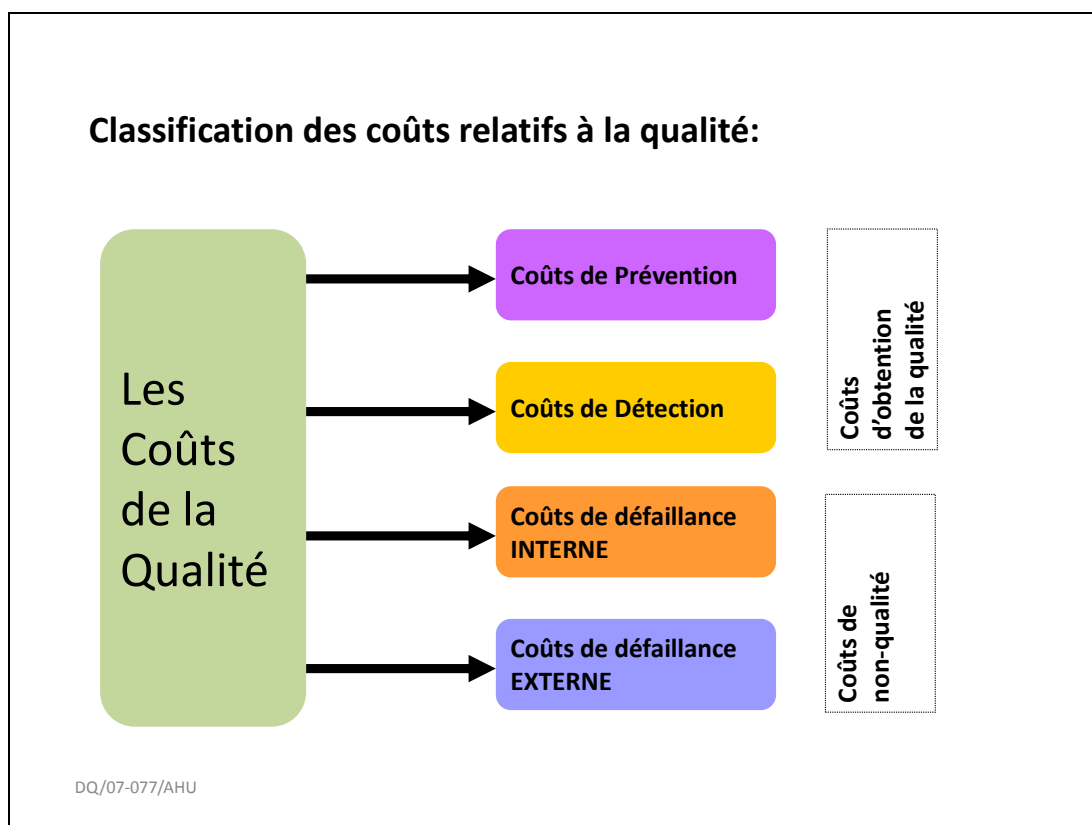 Classification des coûts relatifs à la qualité:
Les
Coûts
de la
Qualité
Coûts de Prévention
Coûts de Détection
Coûts de défaillance
INTERNE
Coûts de défaillance
EXTERNE
Coûts
d'obtention
de la qualité
Coûts de
non-qualité
DQ/07-077/AHU